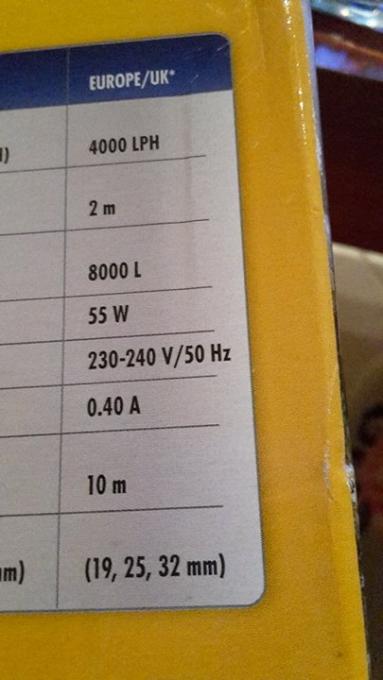 EUROPE/UK*
4000 LPH
2 m
8000 L
55 W
230-240 V/50 Hz
0.40 A
10 m
(19, 25, 32 mm)